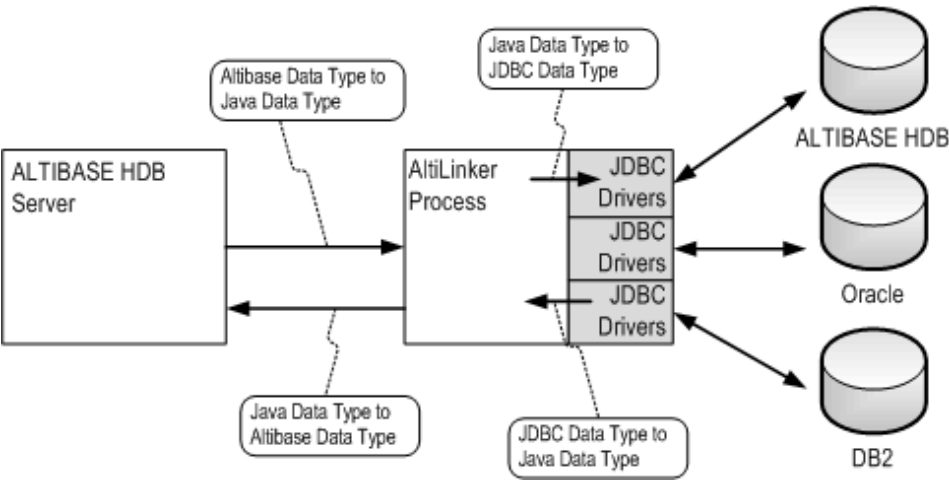 Java Data Type to
JDBC Data Type
Altibase Data Type to
Java Data Type
ALTIBASE HDB
ALTIBASE HDB
Server
AltiLinker
Process
JDBC
Drivers
JDBC
Drivers
JDBC
Drivers
Oracle
Java Data Type to
Altibase Data Type
JDBC Data Type to
Java Data Type
DB2